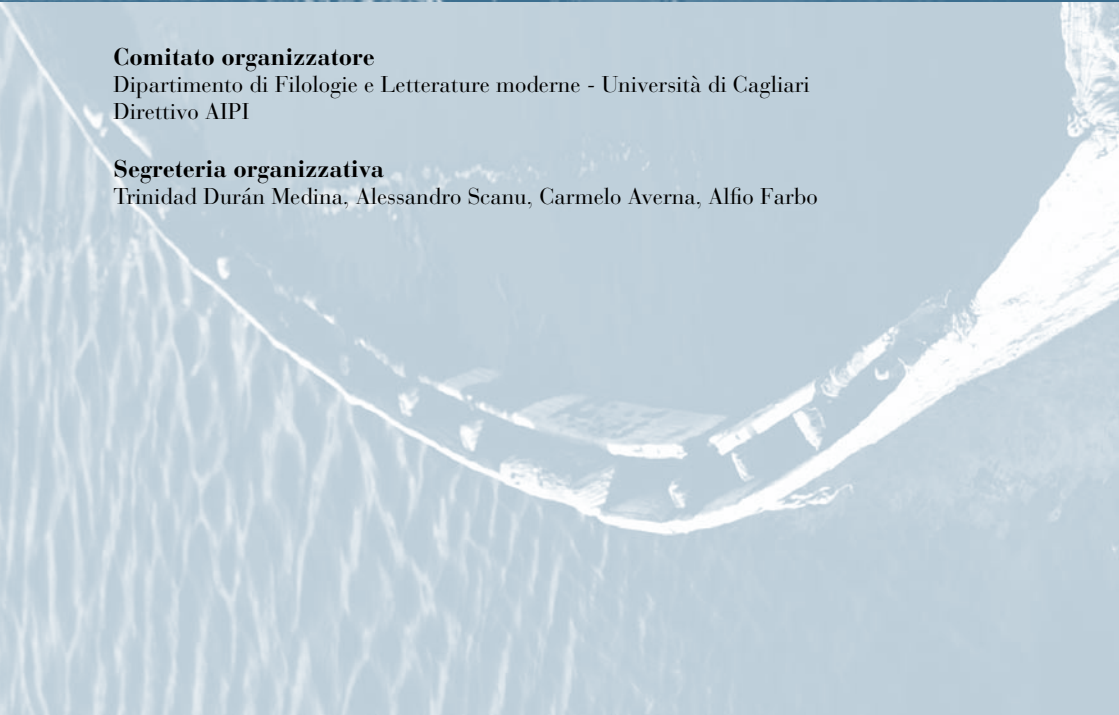 Comitato organizzatore
Dipartimento di Filologie e Letterature moderne - Università di Cagliari
Direttivo AIPI
Segreteria organizzativa
Trinidad Durán Medina, Alessandro Scanu, Carmelo Averna, Alfio Farbo